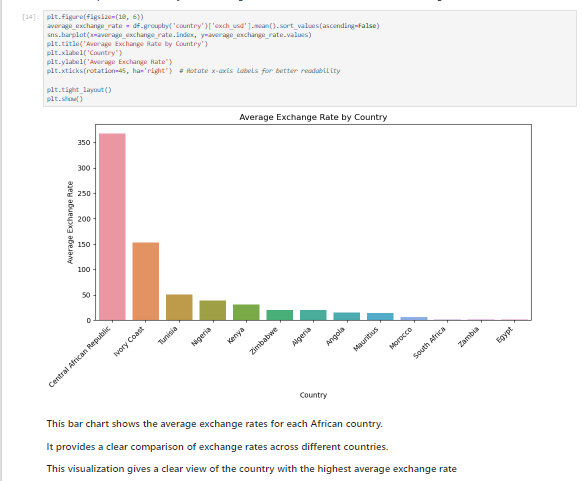 [14]:
plt.figure(figsize=(10, 6))
average_exchange_rate = df.groupby('country')['exch_usd'].mean().sort_values(ascending=False)
sns.barplot(x=average_exchange_rate.index, y=average_exchange_rate.values)
plt.title('Average Exchange Rate by Country')
plt.xlabel('Country')
plt.ylabel('Average Exchange Rate')
plt.xticks(rotation=45, ha='right')  # Rotate x-axis labels for better readability
plt.tight_layout()
plt.show()
Average Exchange Rate by Country
Average Exchange Rate
350
300
250
200
150
100
50
0
Central African Republic
Ivory Coast
Tunisia
Nigeria
Kenya
Zimbabwe
Algeria
Angola
Mauritius
Morocco
South Africa
Zambia
Egypt
Country
This bar chart shows the average exchange rates for each African country.
It provides a clear comparison of exchange rates across different countries.
This visualization gives a clear view of the country with the highest average exchange rate